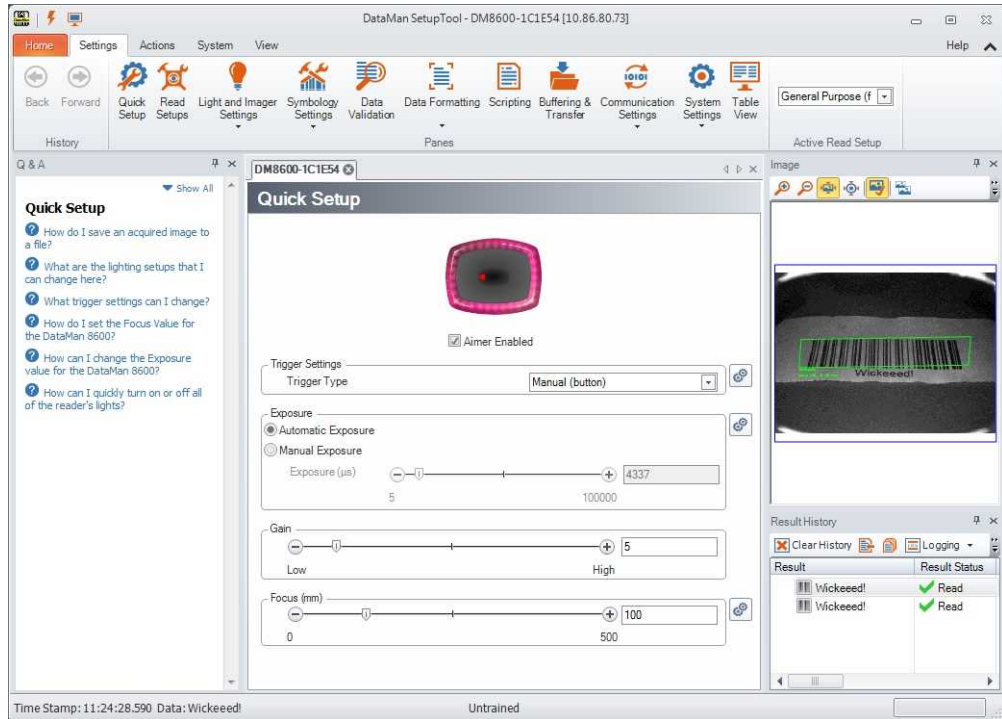 DataMan SetupTool - DM8600-1C1E54 [10.86.80.73]
Home Settings Actions System View Help
Back Forward
Quick Setup
Read Setups
Light and Imager Settings
Symbology Settings
Data Validation
Data Formatting
Scripting
Buffering & Transfer
Communication Settings
System Settings
Table View
General Purpose (f
History
Panes
Active Read Setup
Q & A
Show All
Quick Setup
How do I save an acquired image to
a file?
What are the lighting setups that I
can change here?
What trigger settings can I change?
How do I set the Focus Value for
the DataMan 8600?
How can I change the Exposure
value for the DataMan 8600?
How can I quickly turn on or off all
of the reader's lights?
DM8600-1C1E54
Quick Setup
Aimer Enabled
Trigger Settings
Trigger Type Manual (button)
Exposure
Automatic Exposure
Manual Exposure
Exposure (µs) 4337
5 100000
Gain
5
Low High
Focus (mm)
100
0 500
Image
Wickeeed!
Result History
Clear History Logging
Result Result Status
Wickeeed! Read
Wickeeed! Read
Time Stamp: 11:24:28.590 Data: Wickeeed! Untrained